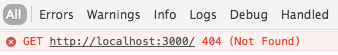 All Errors Warnings Info Logs Debug Handled
GET http://localhost:3000/ 404 (Not Found)